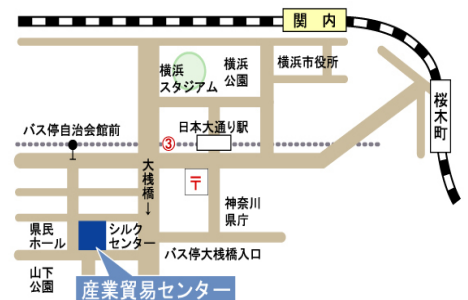 関内
横浜
スタジアム
横浜
公園
横浜市役所
桜木町
日本大通り駅
バス停自治会館前
③
大桟橋↓
〒
神奈川
県庁
県民
ホール
シルク
センター
バス停大桟橋入口
山下
公園
産業貿易センター